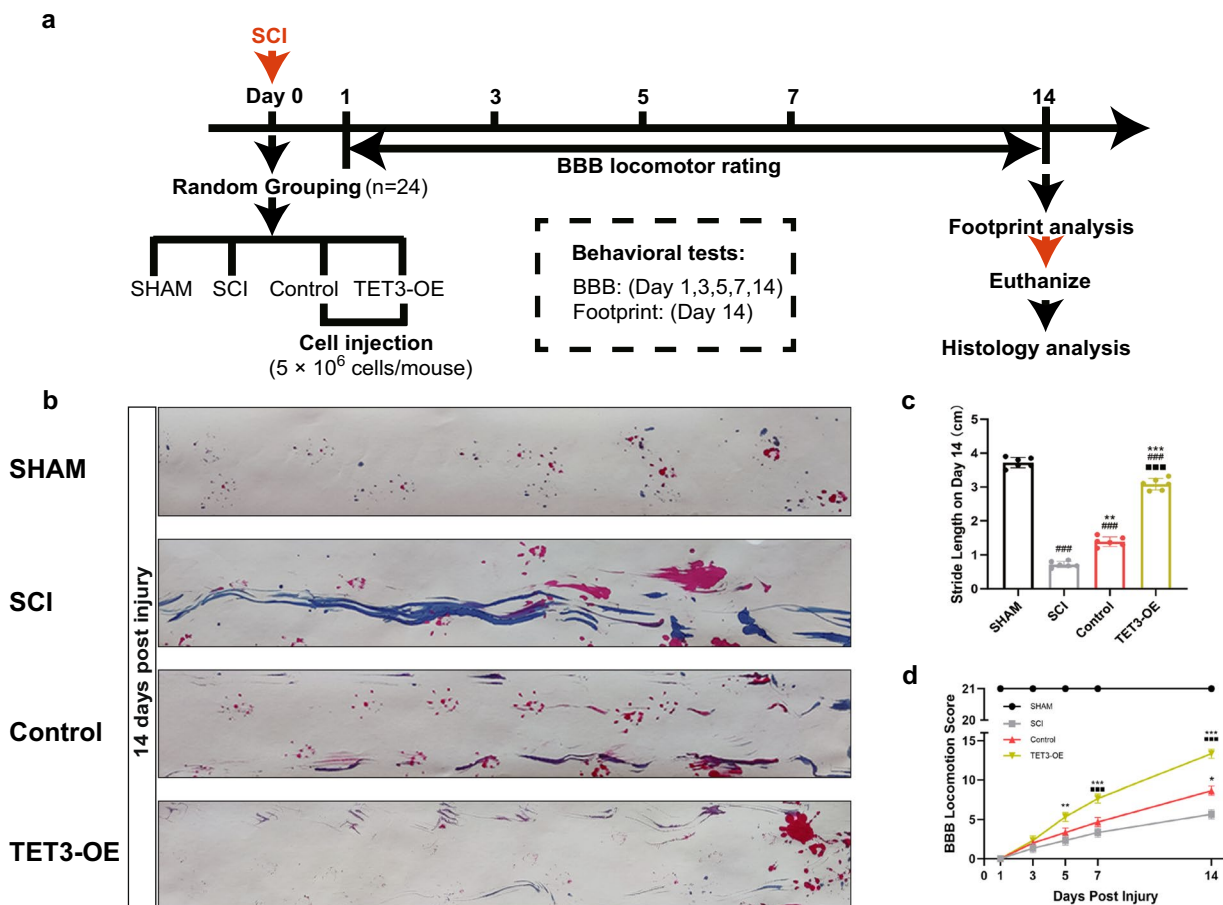 a
SCI
Day 0
1
3
5
7
14
BBB locomotor rating
Random Grouping (n=24)
SHAM SCI Control TET3-OE
Cell injection
(5 × 10⁶ cells/mouse)
Behavioral tests:
BBB: (Day 1,3,5,7,14)
Footprint: (Day 14)
Footprint analysis
Euthanize
Histology analysis
b
14 days post injury
SHAM
SCI
Control
TET3-OE
c
Stride Length on Day 14 (cm)
5
4
3
2
1
0
###
**
###
***
###
■■■
SHAM
SCI
Control
TET3-OE
d
BBB Locomotion Score
21
20
15
10
5
0
SHAM
SCI
Control
TET3-OE
**
***
■■■
***
■■■
*
0 1 3 5 7 14
Days Post Injury